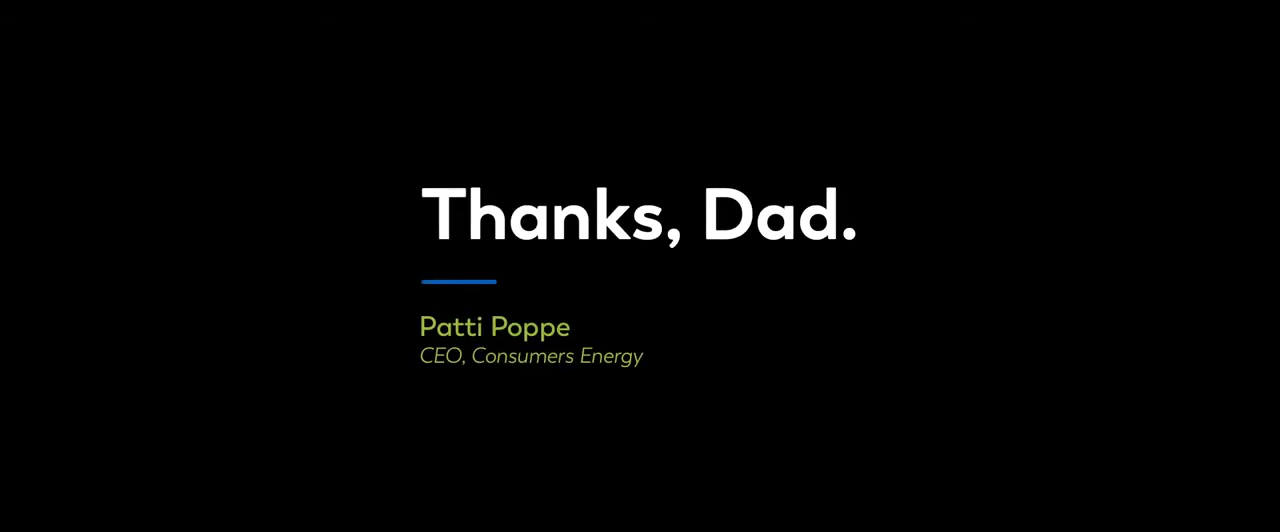 Thanks, Dad.
Patti Poppe
CEO, Consumers Energy